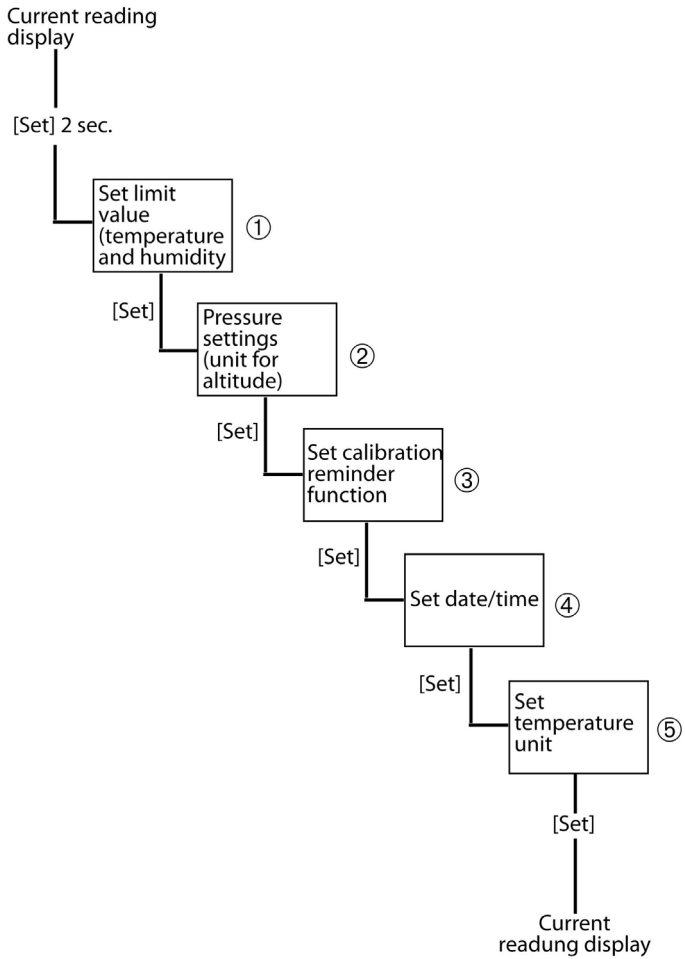 Current reading
display
[Set] 2 sec.
Set limit
value
(temperature
and humidity
①
[Set]
Pressure
settings
(unit for
altitude)
②
[Set]
Set calibration
reminder
function
③
[Set]
Set date/time
④
[Set]
Set
temperature
unit
⑤
[Set]
Current
readung display